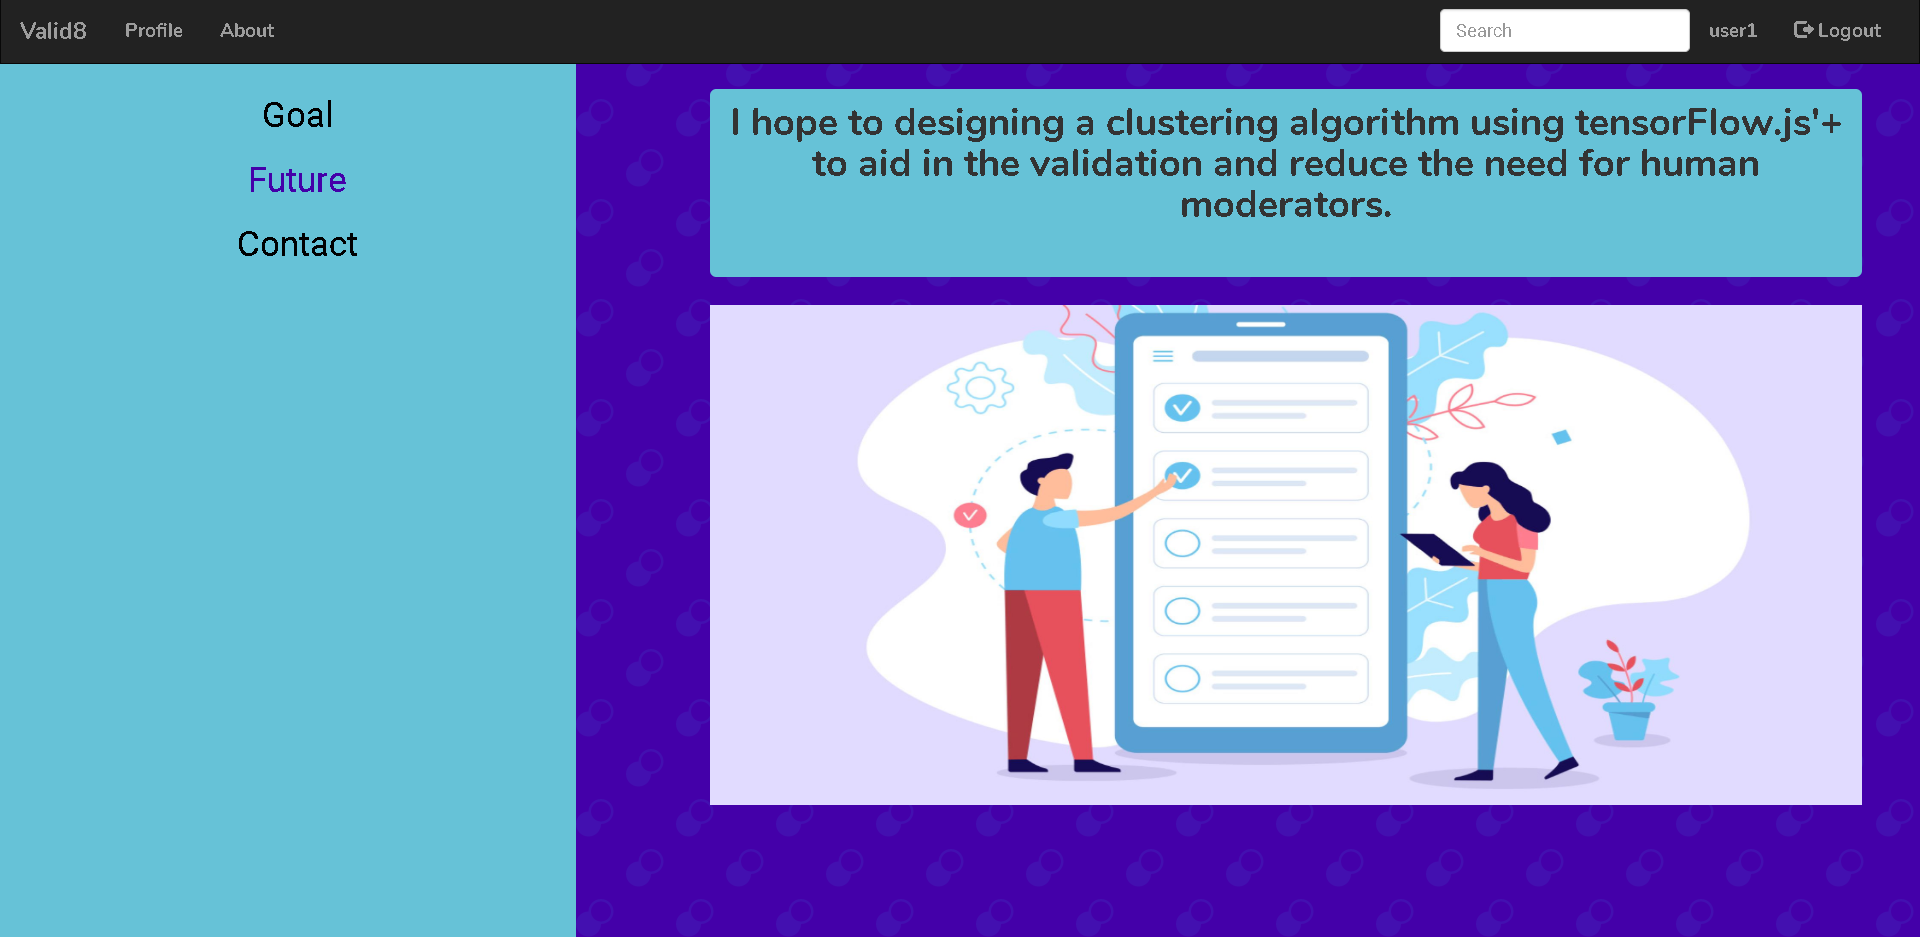 Valid8 Profile About Search user1 Logout
Goal
Future
Contact
I hope to designing a clustering algorithm using tensorFlow.js'+
to aid in the validation and reduce the need for human
moderators.